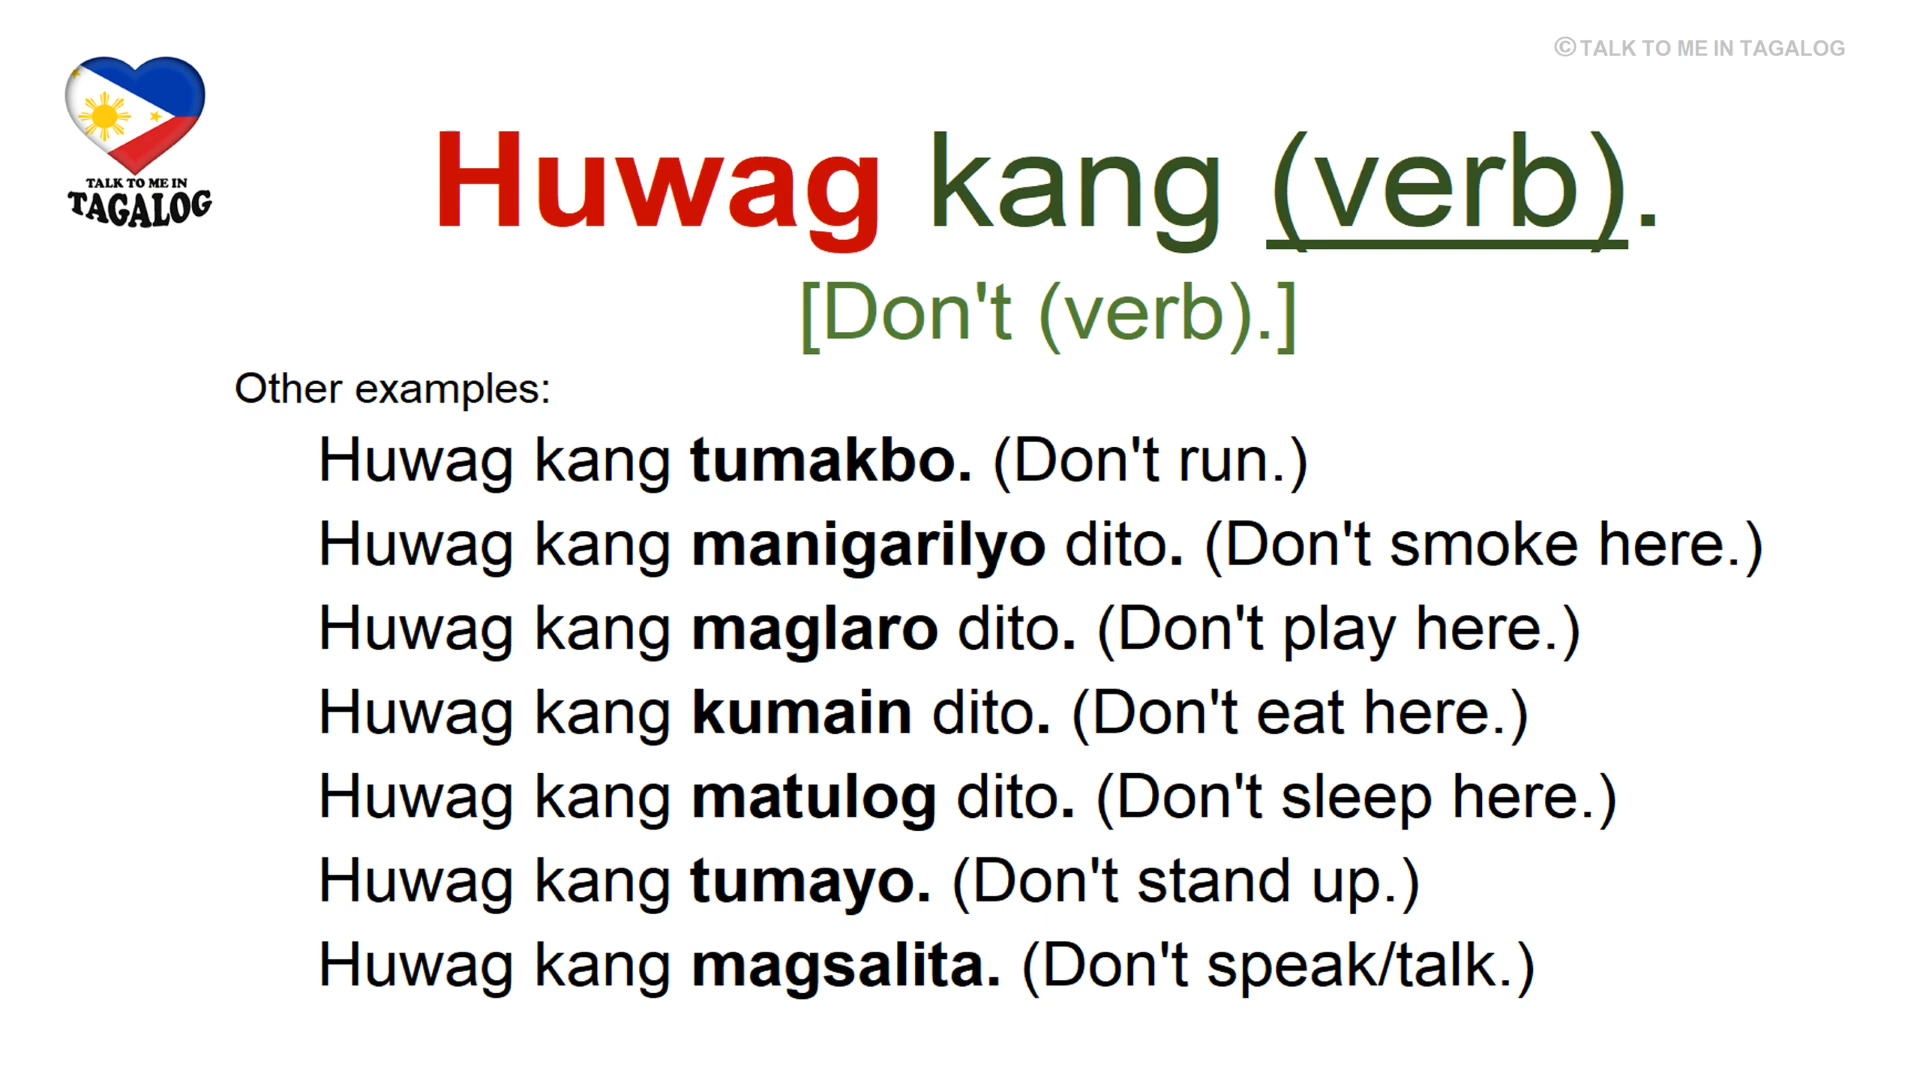 © TALK TO ME IN TAGALOG
TALK TO ME IN
TAGALOG
Huwag kang (verb).
[Don't (verb).]
Other examples:
Huwag kang tumakbo. (Don't run.)
Huwag kang manigarilyo dito. (Don't smoke here.)
Huwag kang maglaro dito. (Don't play here.)
Huwag kang kumain dito. (Don't eat here.)
Huwag kang matulog dito. (Don't sleep here.)
Huwag kang tumayo. (Don't stand up.)
Huwag kang magsalita. (Don't speak/talk.)